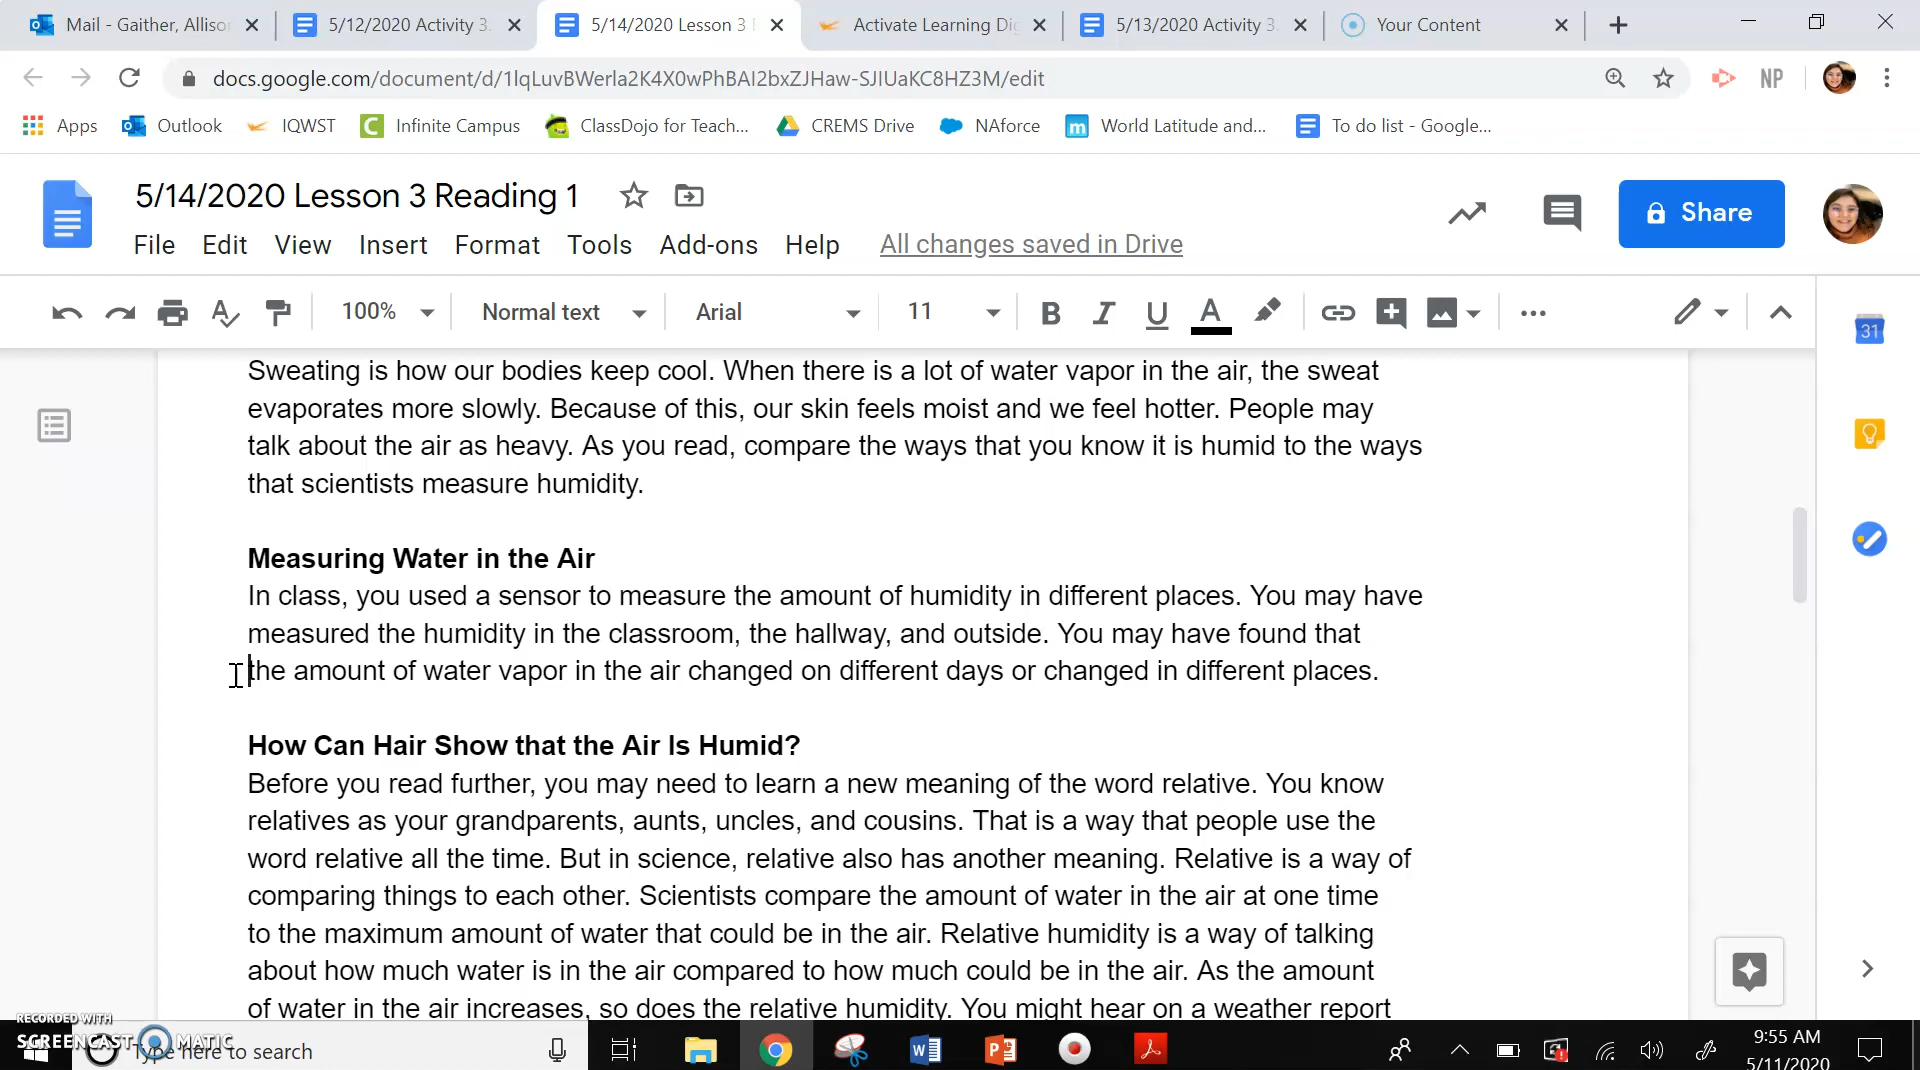 Mail - Gaither, Alliso
5/12/2020 Activity 3.
5/14/2020 Lesson 3
Activate Learning Di
5/13/2020 Activity 3.
Your Content
docs.google.com/document/d/1lqLuvBWerla2K4X0wPhBAI2bxZJHaw-SJIUaKC8HZ3M/edit
NP
Apps
Outlook
IQWST
Infinite Campus
ClassDojo for Teach...
CREMS Drive
NAforce
World Latitude and...
To do list - Google...
5/14/2020 Lesson 3 Reading 1
Share
File Edit View Insert Format Tools Add-ons Help All changes saved in Drive
100% Normal text Arial 11 B I U A
31
Sweating is how our bodies keep cool. When there is a lot of water vapor in the air, the sweat
evaporates more slowly. Because of this, our skin feels moist and we feel hotter. People may
talk about the air as heavy. As you read, compare the ways that you know it is humid to the ways
that scientists measure humidity.
Measuring Water in the Air
In class, you used a sensor to measure the amount of humidity in different places. You may have
measured the humidity in the classroom, the hallway, and outside. You may have found that
the amount of water vapor in the air changed on different days or changed in different places.
How Can Hair Show that the Air Is Humid?
Before you read further, you may need to learn a new meaning of the word relative. You know
relatives as your grandparents, aunts, uncles, and cousins. That is a way that people use the
word relative all the time. But in science, relative also has another meaning. Relative is a way of
comparing things to each other. Scientists compare the amount of water in the air at one time
to the maximum amount of water that could be in the air. Relative humidity is a way of talking
about how much water is in the air compared to how much could be in the air. As the amount
of water in the air increases, so does the relative humidity. You might hear on a weather report
RECORDED WITH
SCREENCAST MATIC
Type here to search
9:55 AM
5/11/2020